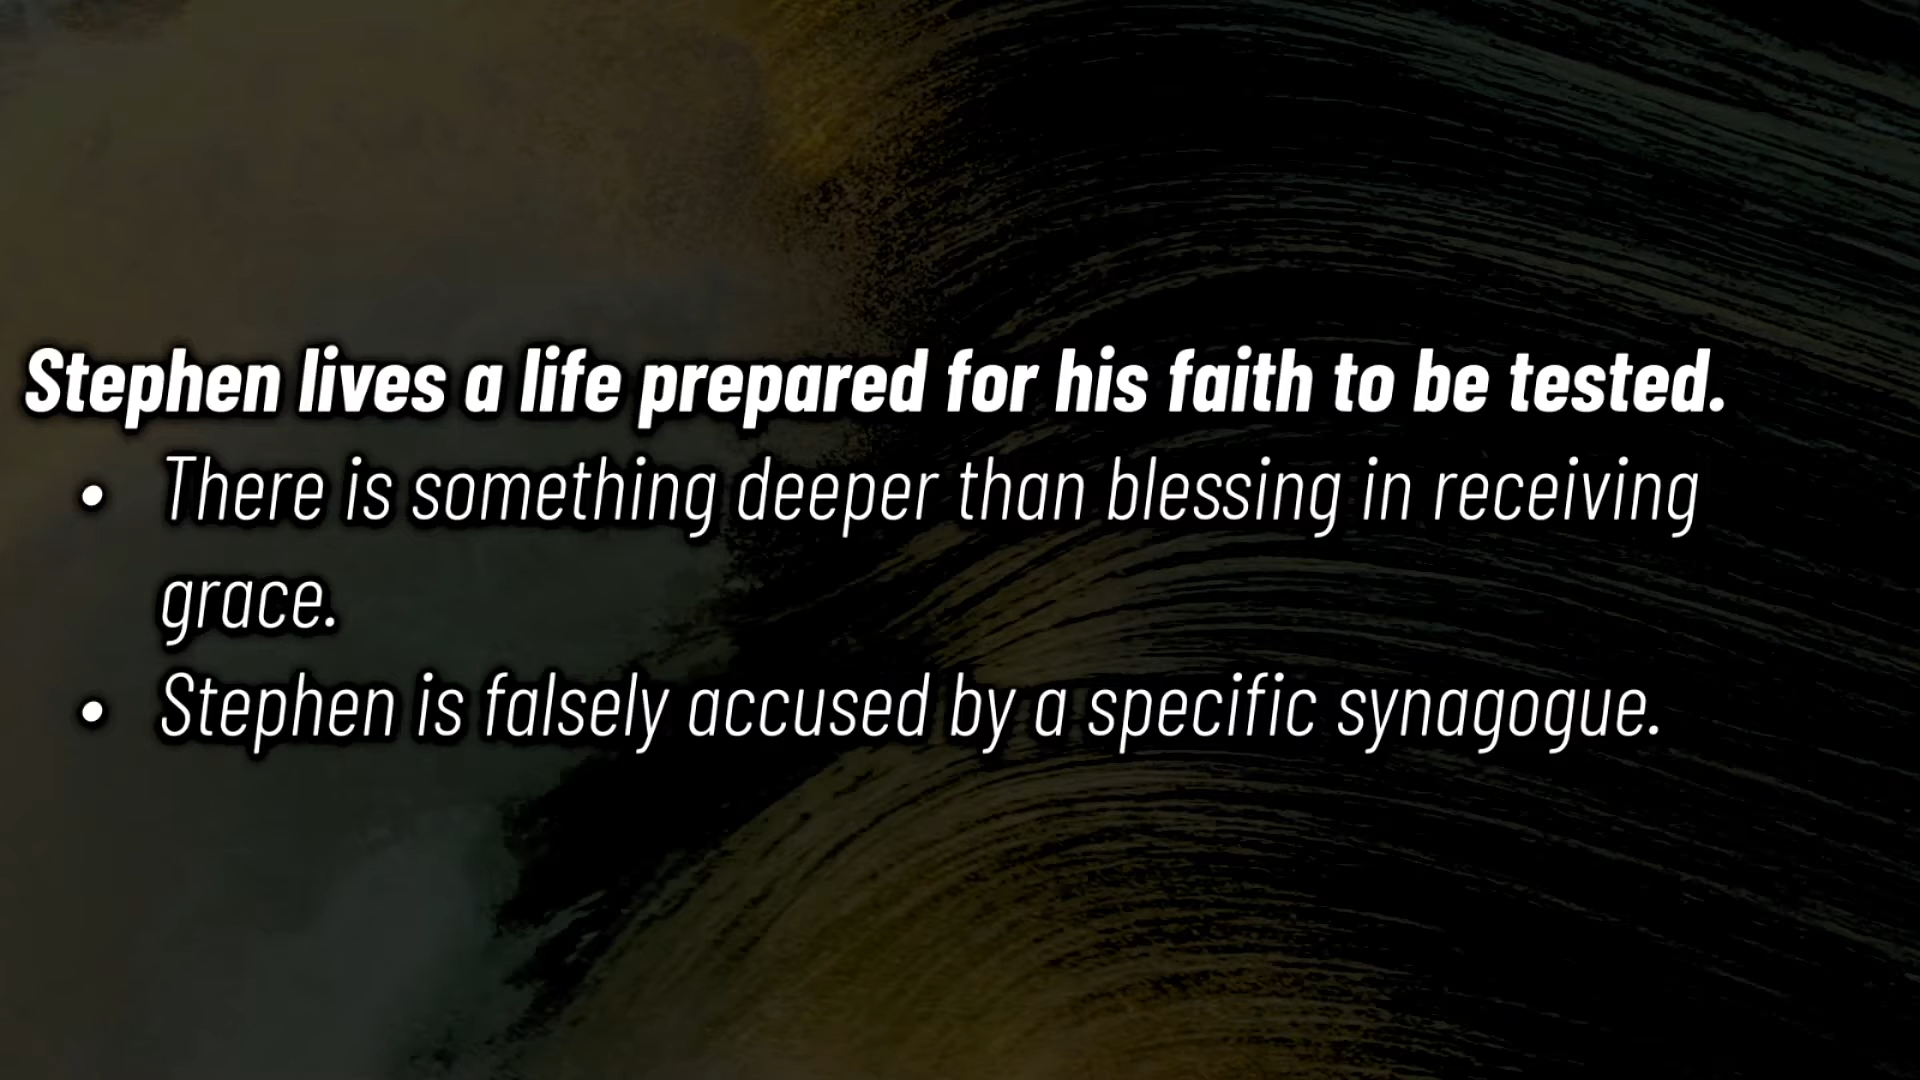 Stephen lives a life prepared for his faith to be tested.
• There is something deeper than blessing in receiving
grace.
• Stephen is falsely accused by a specific synagogue.